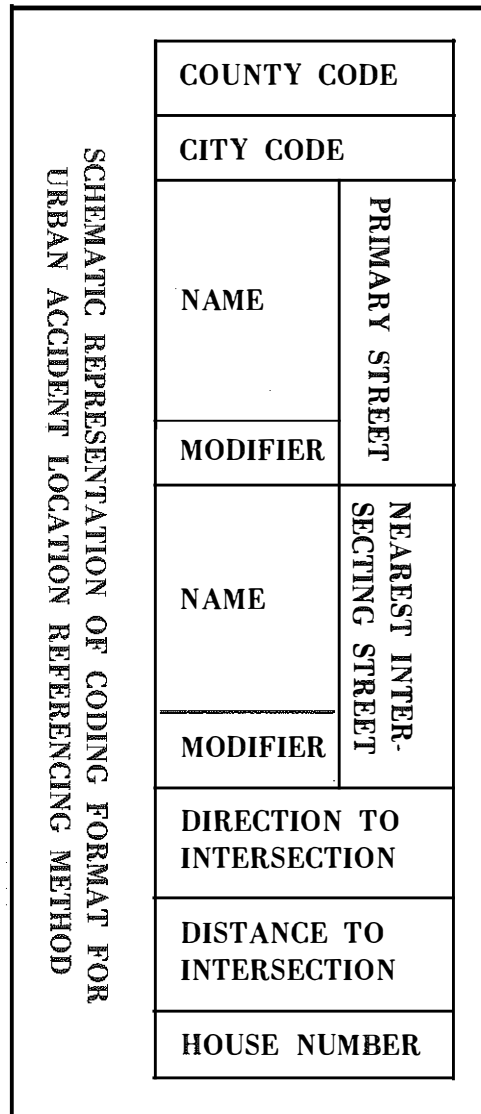 SCHEMATIC REPRESENTATION OF CODING FORMAT FOR
URBAN ACCIDENT LOCATION REFERENCING METHOD
COUNTY CODE
CITY CODE
PRIMARY STREET
NAME
MODIFIER
NEAREST INTER-
SECTING STREET
NAME
MODIFIER
DIRECTION TO
INTERSECTION
DISTANCE TO
INTERSECTION
HOUSE NUMBER